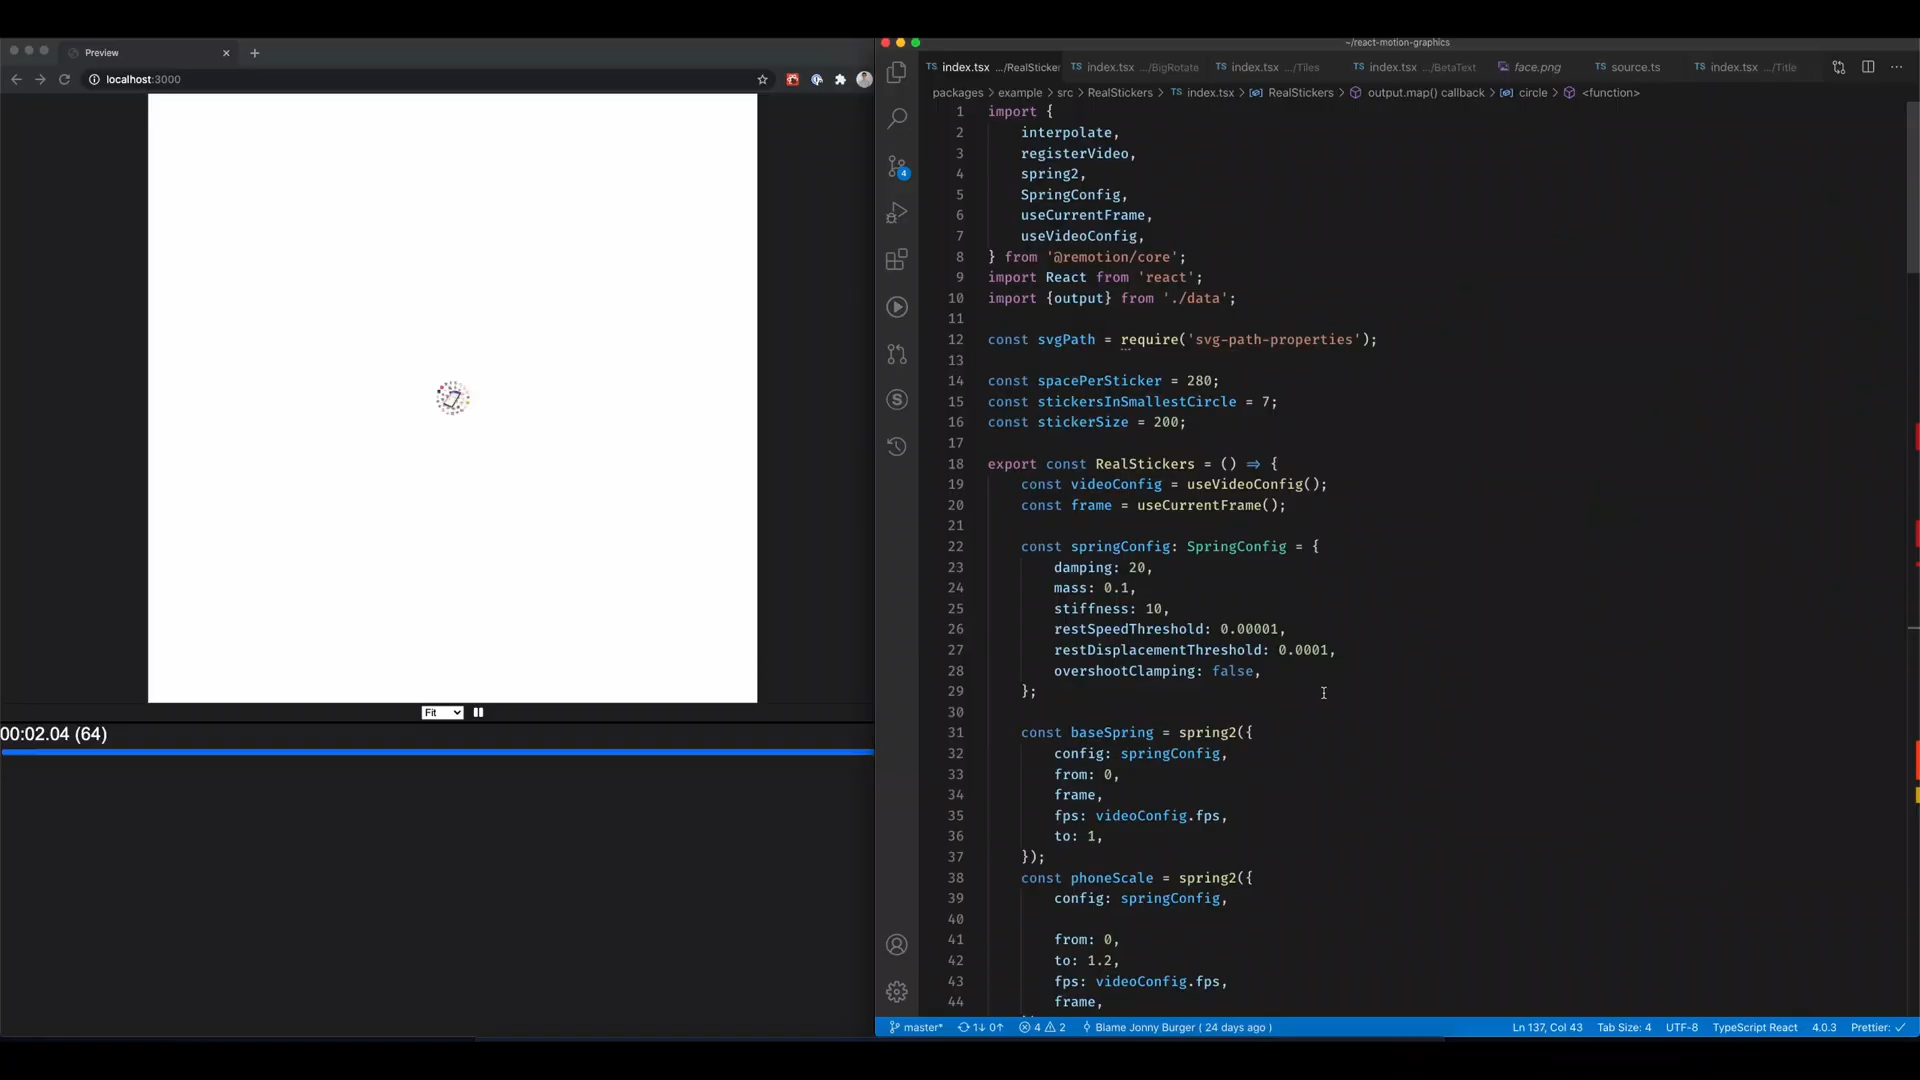 Preview
localhost:3000
Fit
00:02.04 (64)
~/react-motion-graphics
TS index.tsx .../RealSticker
TS index.tsx .../BigRotate
TS index.tsx .../Tiles
TS index.tsx .../BetaText
face.png
TS source.ts
TS index.tsx .../Title
packages > example > src > RealStickers > TS index.tsx > RealStickers > output.map() callback > circle > <function>
4
1 import {
2 interpolate,
3 registerVideo,
4 spring2,
5 SpringConfig,
6 useCurrentFrame,
7 useVideoConfig,
8 } from '@remotion/core';
9 import React from 'react';
10 import {output} from './data';
11
12 const svgPath = require('svg-path-properties');
13
14 const spacePerSticker = 280;
15 const stickersInSmallestCircle = 7;
16 const stickerSize = 200;
17
18 export const RealStickers = () => {
19 const videoConfig = useVideoConfig();
20 const frame = useCurrentFrame();
21
22 const springConfig: SpringConfig = {
23 damping: 20,
24 mass: 0.1,
25 stiffness: 10,
26 restSpeedThreshold: 0.00001,
27 restDisplacementThreshold: 0.0001,
28 overshootClamping: false,
29 };
30
31 const baseSpring = spring2({
32 config: springConfig,
33 from: 0,
34 frame,
35 fps: videoConfig.fps,
36 to: 1,
37 });
38 const phoneScale = spring2({
39 config: springConfig,
40
41 from: 0,
42 to: 1.2,
43 fps: videoConfig.fps,
44 frame,
master* 1↓ 0↑ 4 2 Blame Jonny Burger ( 24 days ago ) Ln 137, Col 43 Tab Size: 4 UTF-8 TypeScript React 4.0.3 Prettier: ✓